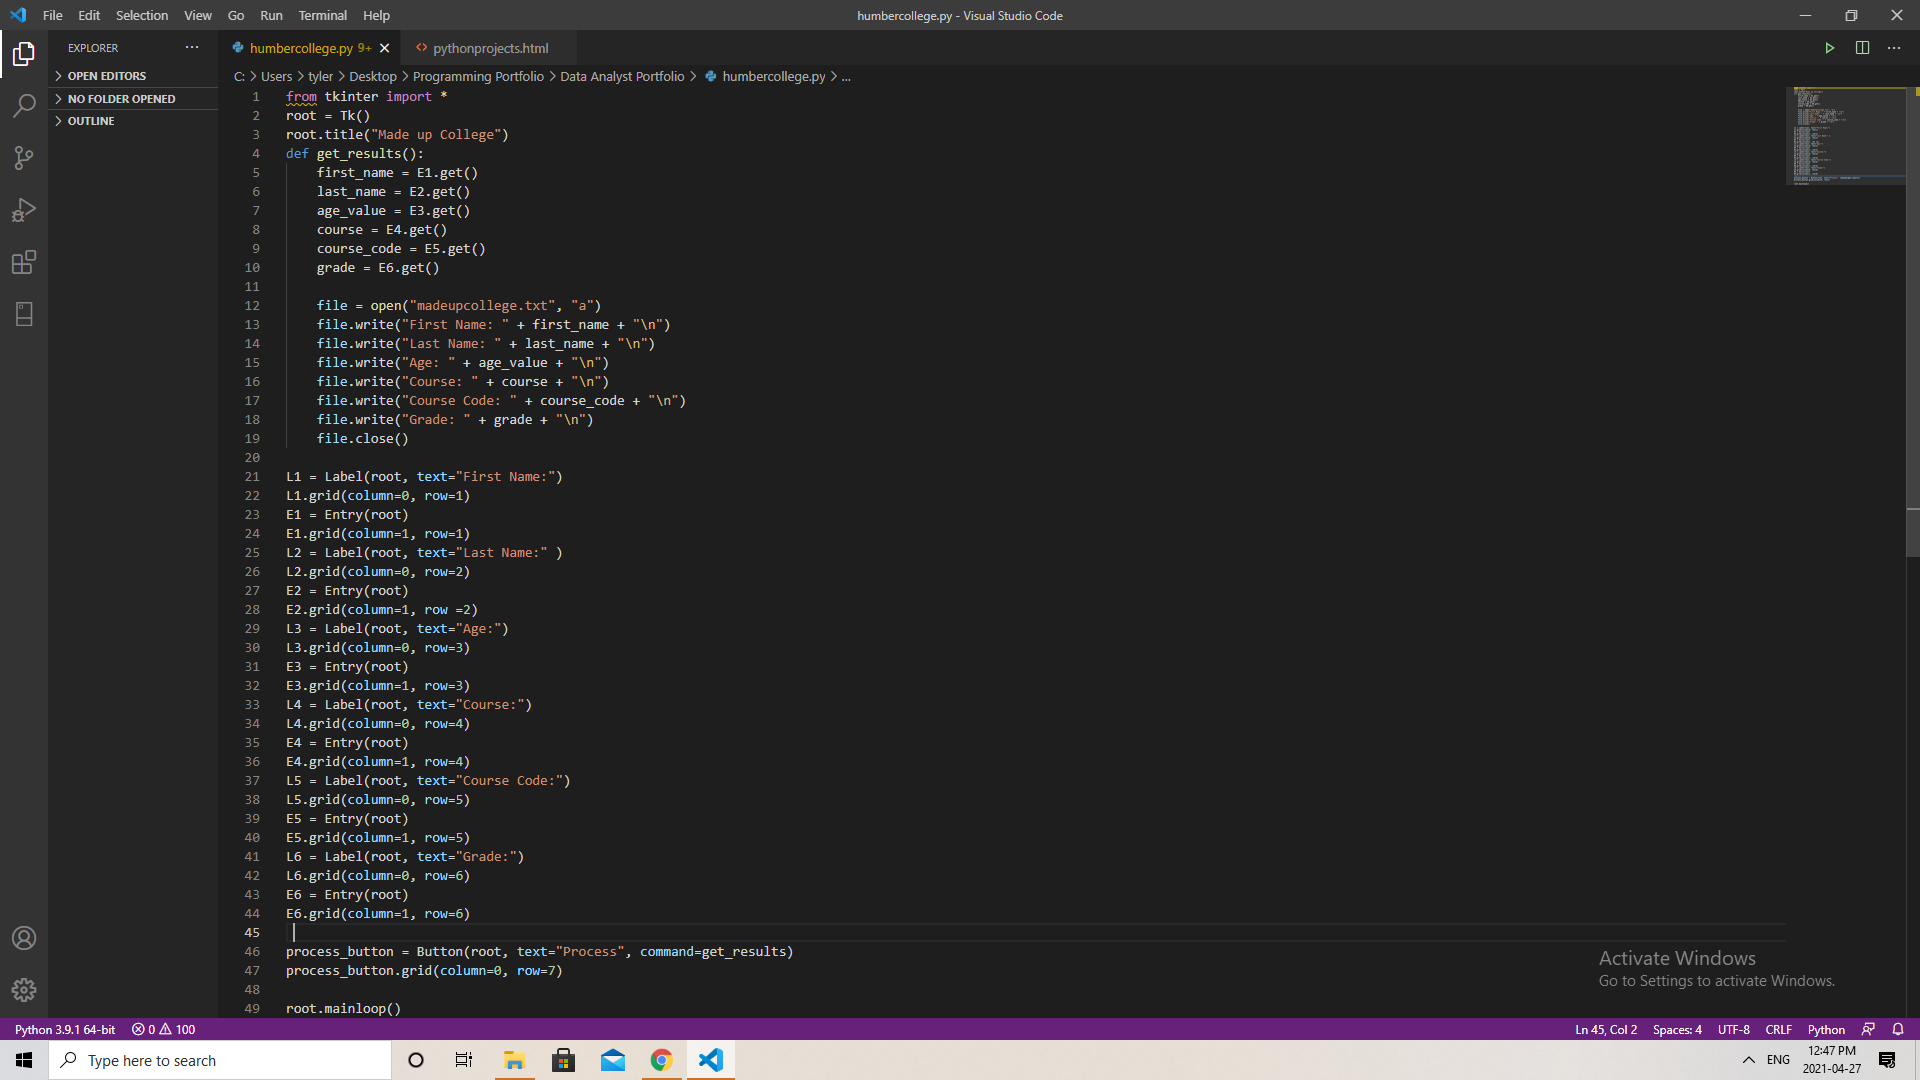 File Edit Selection View Go Run Terminal Help
humbercollege.py - Visual Studio Code
EXPLORER
OPEN EDITORS
NO FOLDER OPENED
OUTLINE
humbercollege.py 9+
pythonprojects.html
C: > Users > tyler > Desktop > Programming Portfolio > Data Analyst Portfolio > humbercollege.py > ...
1 from tkinter import *
2 root = Tk()
3 root.title("Made up College")
4 def get_results():
5 first_name = E1.get()
6 last_name = E2.get()
7 age_value = E3.get()
8 course = E4.get()
9 course_code = E5.get()
10 grade = E6.get()
11
12 file = open("madeupcollege.txt", "a")
13 file.write("First Name: " + first_name + "\n")
14 file.write("Last Name: " + last_name + "\n")
15 file.write("Age: " + age_value + "\n")
16 file.write("Course: " + course + "\n")
17 file.write("Course Code: " + course_code + "\n")
18 file.write("Grade: " + grade + "\n")
19 file.close()
20
21 L1 = Label(root, text="First Name:")
22 L1.grid(column=0, row=1)
23 E1 = Entry(root)
24 E1.grid(column=1, row=1)
25 L2 = Label(root, text="Last Name:" )
26 L2.grid(column=0, row=2)
27 E2 = Entry(root)
28 E2.grid(column=1, row =2)
29 L3 = Label(root, text="Age:")
30 L3.grid(column=0, row=3)
31 E3 = Entry(root)
32 E3.grid(column=1, row=3)
33 L4 = Label(root, text="Course:")
34 L4.grid(column=0, row=4)
35 E4 = Entry(root)
36 E4.grid(column=1, row=4)
37 L5 = Label(root, text="Course Code:")
38 L5.grid(column=0, row=5)
39 E5 = Entry(root)
40 E5.grid(column=1, row=5)
41 L6 = Label(root, text="Grade:")
42 L6.grid(column=0, row=6)
43 E6 = Entry(root)
44 E6.grid(column=1, row=6)
45
46 process_button = Button(root, text="Process", command=get_results)
47 process_button.grid(column=0, row=7)
48
49 root.mainloop()
Activate Windows
Go to Settings to activate Windows.
Python 3.9.1 64-bit 0 100
Ln 45, Col 2 Spaces: 4 UTF-8 CRLF Python
Type here to search
ENG
12:47 PM
2021-04-27